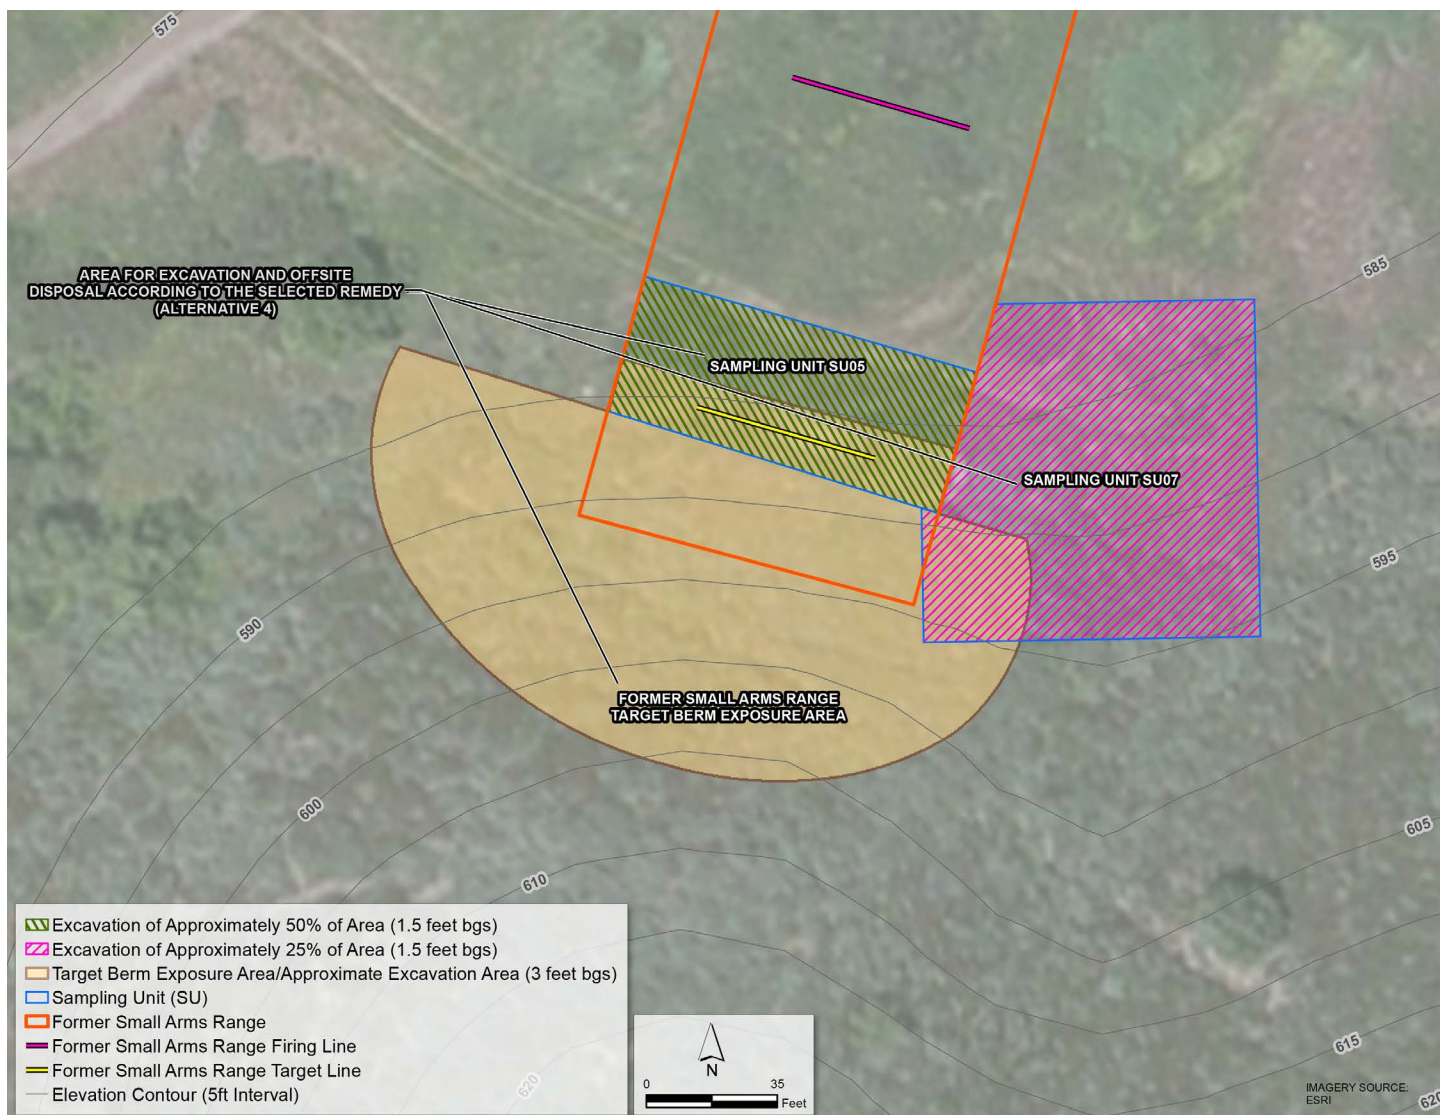 575
585
AREA FOR EXCAVATION AND OFFSITE
DISPOSAL ACCORDING TO THE SELECTED REMEDY
(ALTERNATIVE 4)
SAMPLING UNIT SU05
SAMPLING UNIT SU07
595
590
FORMER SMALL ARMS RANGE
TARGET BERM EXPOSURE AREA
600
605
610
615
620
620
Excavation of Approximately 50% of Area (1.5 feet bgs)
Excavation of Approximately 25% of Area (1.5 feet bgs)
Target Berm Exposure Area/Approximate Excavation Area (3 feet bgs)
Sampling Unit (SU)
Former Small Arms Range
Former Small Arms Range Firing Line
Former Small Arms Range Target Line
Elevation Contour (5ft Interval)
N
0 35
Feet
IMAGERY SOURCE:
ESRI